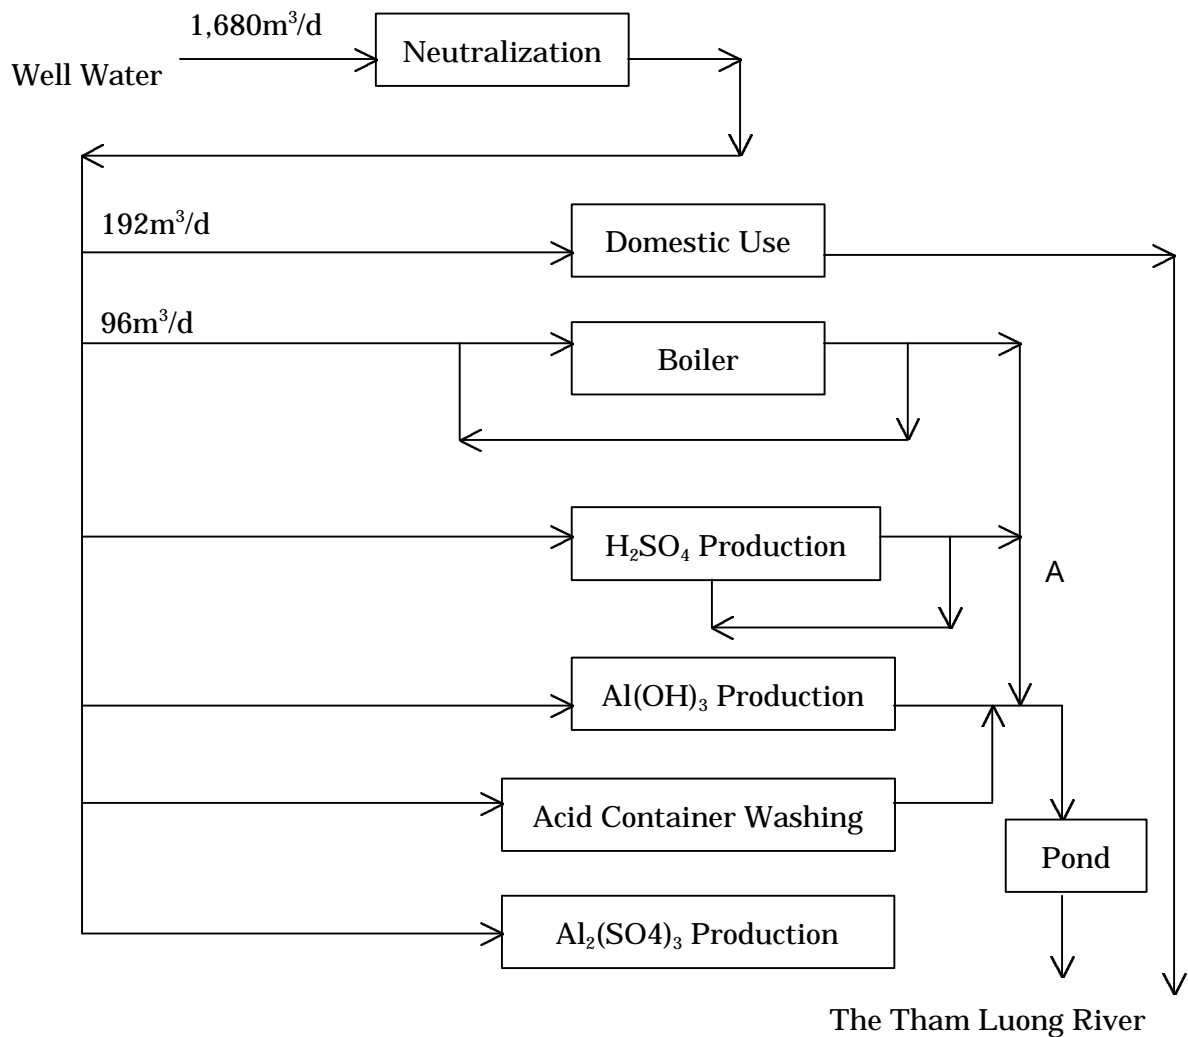 1,680m³/d
Neutralization
Well Water
192m³/d
Domestic Use
96m³/d
Boiler
H₂SO₄ Production
A
Al(OH)₃ Production
Acid Container Washing
Pond
Al₂(SO4)₃ Production
The Tham Luong River